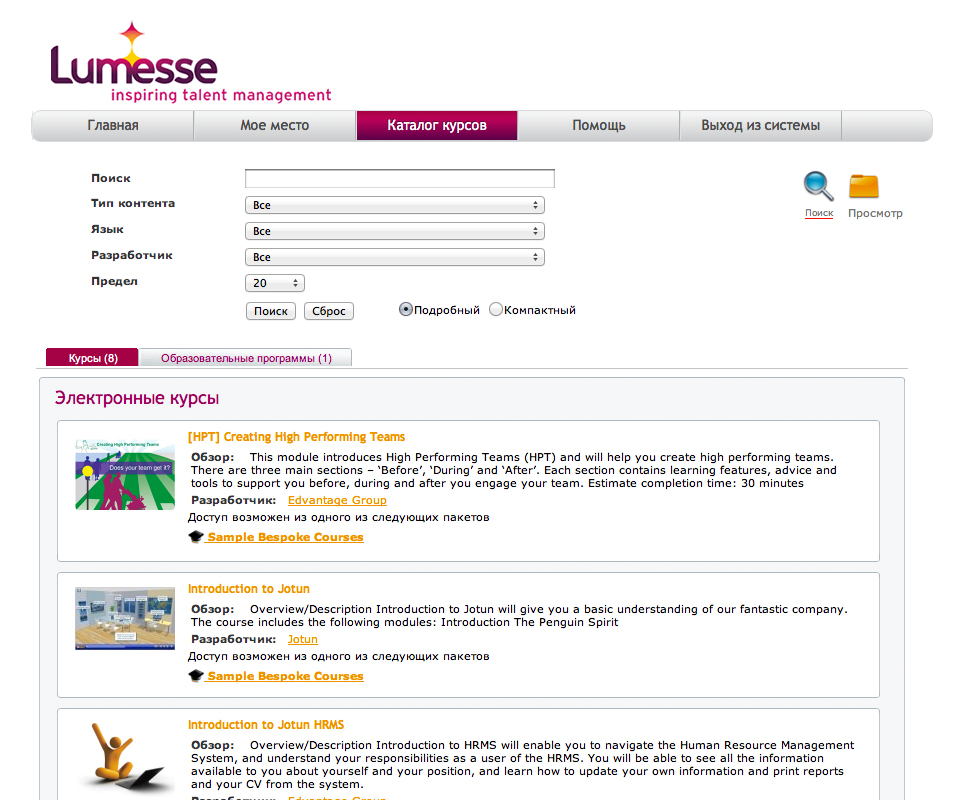 Lumesse
inspiring talent management
Главная Мое место Каталог курсов Помощь Выход из системы
Поиск
Тип контента Все
Язык Все
Разработчик Все
Предел 20
Поиск Сброс Подробный Компактный
Поиск Просмотр
Курсы (8) Образовательные программы (1)
Электронные курсы
Creating High Performing Teams
Does your team get it?
[HPT] Creating High Performing Teams
Обзор: This module introduces High Performing Teams (HPT) and will help you create high performing teams.
There are three main sections – ‘Before’, ‘During’ and ‘After’. Each section contains learning features, advice and
tools to support you before, during and after you engage your team. Estimate completion time: 30 minutes
Разработчик: Edvantage Group
Доступ возможен из одного из следующих пакетов
Sample Bespoke Courses
Introduction to Jotun
Обзор: Overview/Description Introduction to Jotun will give you a basic understanding of our fantastic company.
The course includes the following modules: Introduction The Penguin Spirit
Разработчик: Jotun
Доступ возможен из одного из следующих пакетов
Sample Bespoke Courses
Introduction to Jotun HRMS
Обзор: Overview/Description Introduction to HRMS will enable you to navigate the Human Resource Management
System, and understand your responsibilities as a user of the HRMS. You will be able to see all the information
available to you about yourself and your position, and learn how to update your own information and print reports
and your CV from the system.
Разработчик: Edvantage Group